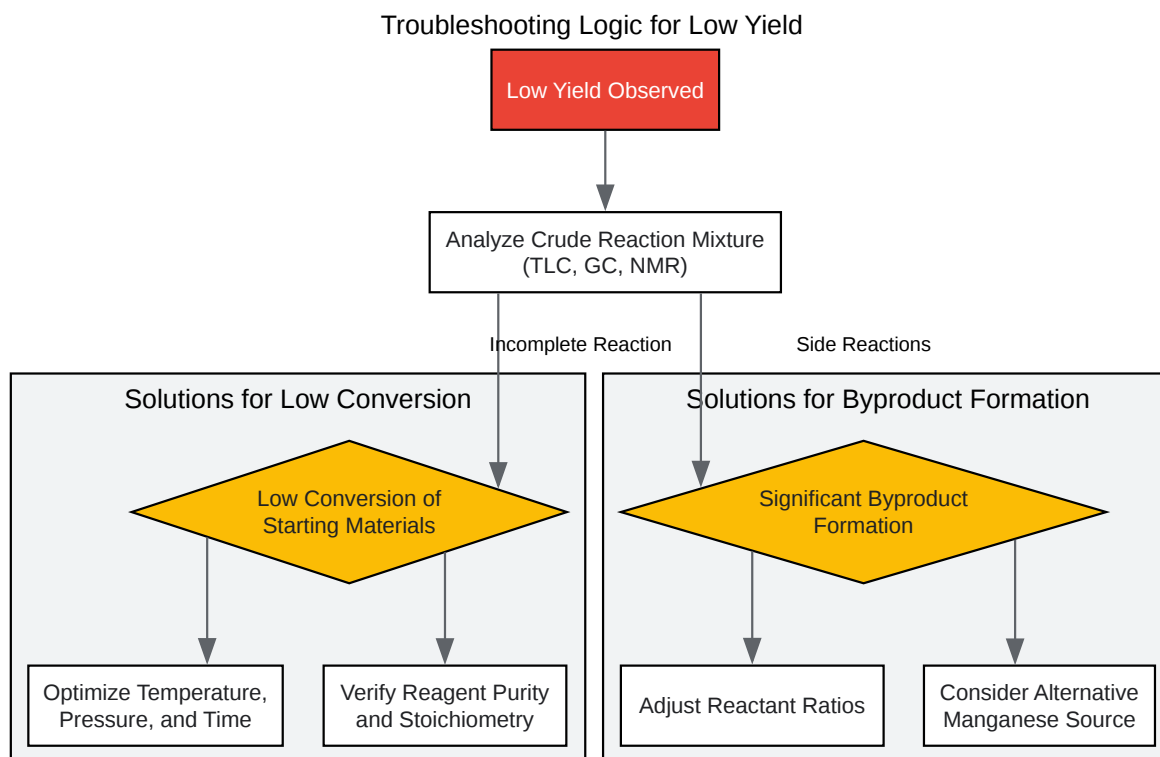 Troubleshooting Logic for Low Yield
Low Yield Observed
Analyze Crude Reaction Mixture
(TLC, GC, NMR)
Incomplete Reaction
Side Reactions
Solutions for Low Conversion
Solutions for Byproduct Formation
Low Conversion of
Starting Materials
Significant Byproduct
Formation
Optimize Temperature,
Pressure, and Time
Verify Reagent Purity
and Stoichiometry
Adjust Reactant Ratios
Consider Alternative
Manganese Source